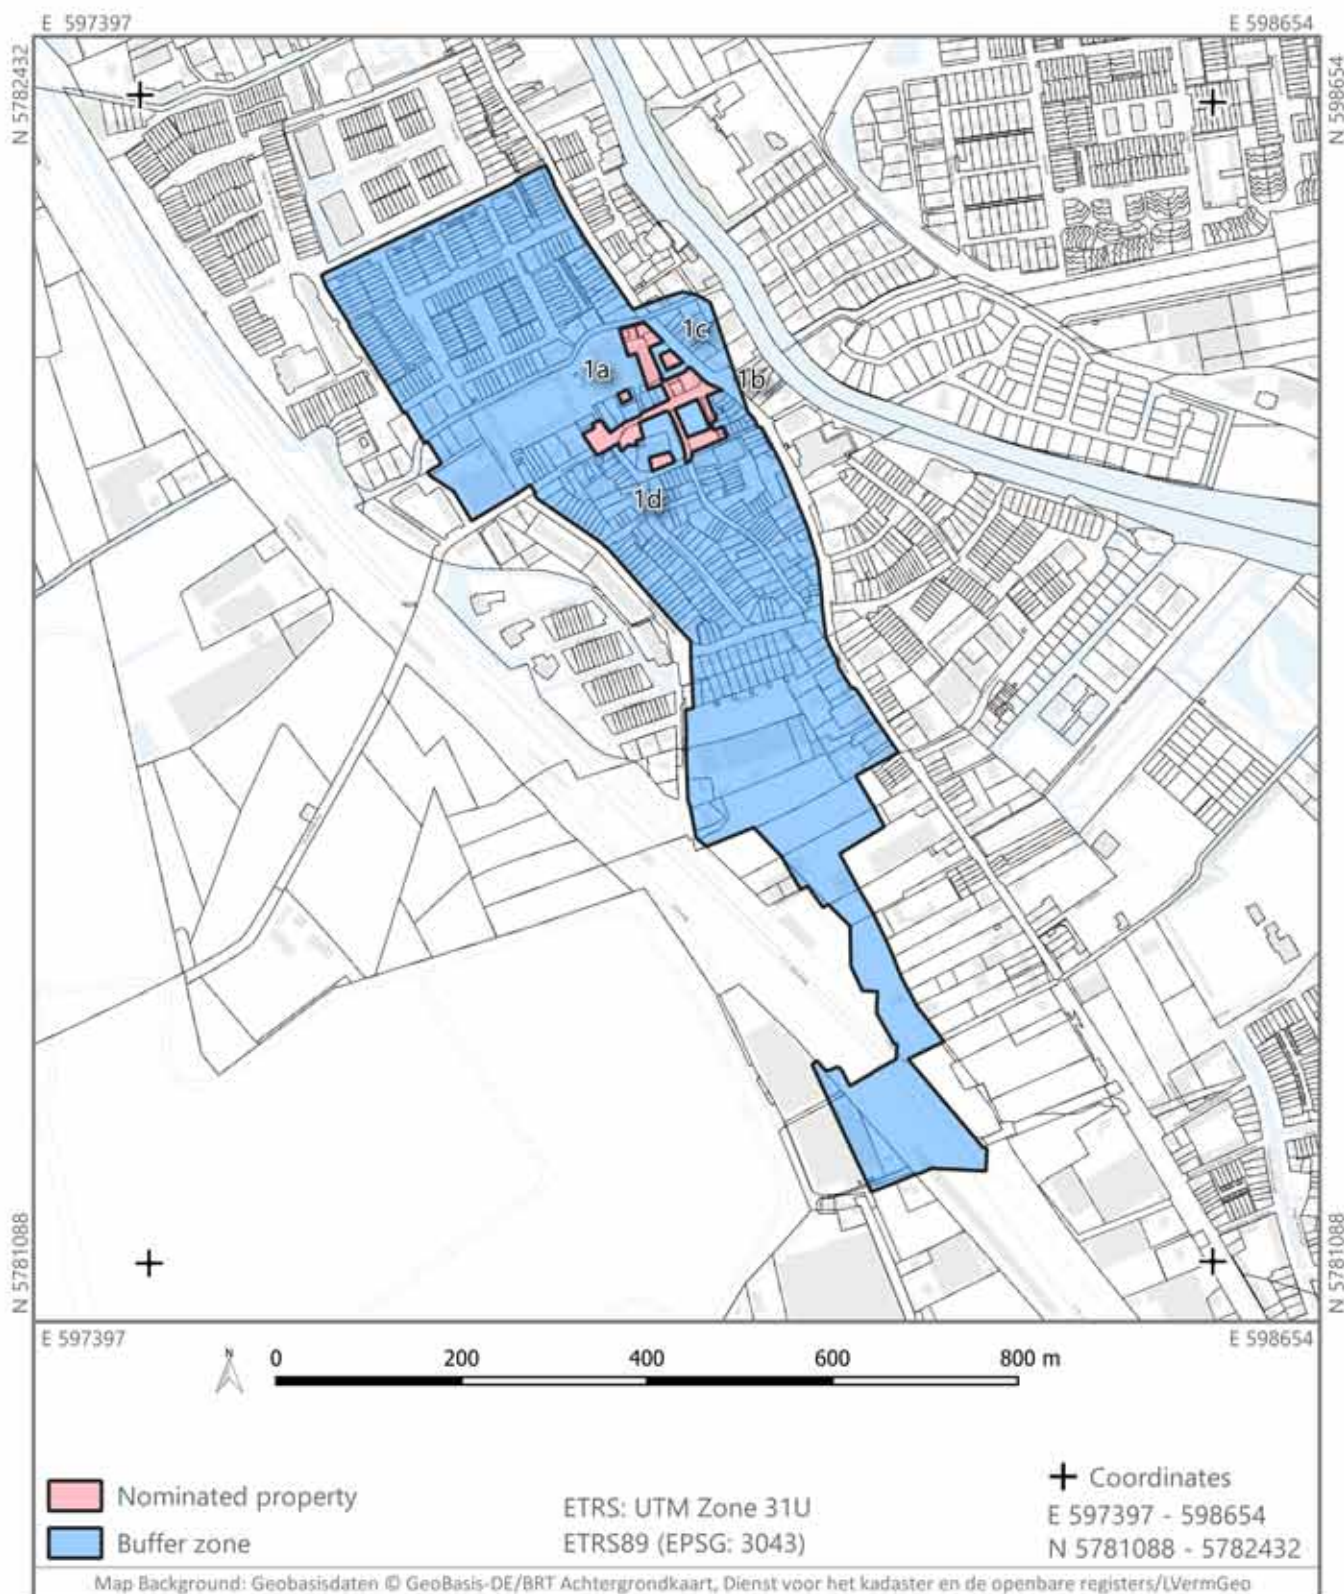 E 597397
E 598654
N 5782432
N 598654
1c
1a
1b
1d
N 5781088
N 5781088
E 597397
E 598654
N
0 200 400 600 800 m
Nominated property
Buffer zone
ETRS: UTM Zone 31U
ETRS89 (EPSG: 3043)
Coordinates
E 597397 - 598654
N 5781088 - 5782432
Map Background: Geobasisdaten © GeoBasis-DE/BRT Achtergrondkaart, Dienst voor het kadaster en de openbare registers/LVermGeo